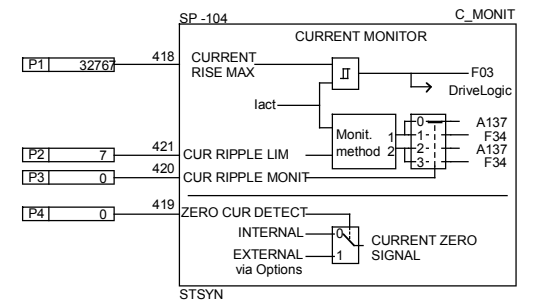 SP -104 C_MONIT
CURRENT MONITOR
P1 32767 418 CURRENT
RISE MAX
F03
DriveLogic
Iact
Monit.
method
1
2
0 A137
1- F34
2- A137
3- F34
P2 7 421 CUR RIPPLE LIM
P3 0 420 CUR RIPPLE MONIT
P4 0 419 ZERO CUR DETECT
INTERNAL 0
EXTERNAL 1
via Options
CURRENT ZERO
SIGNAL
STSYN